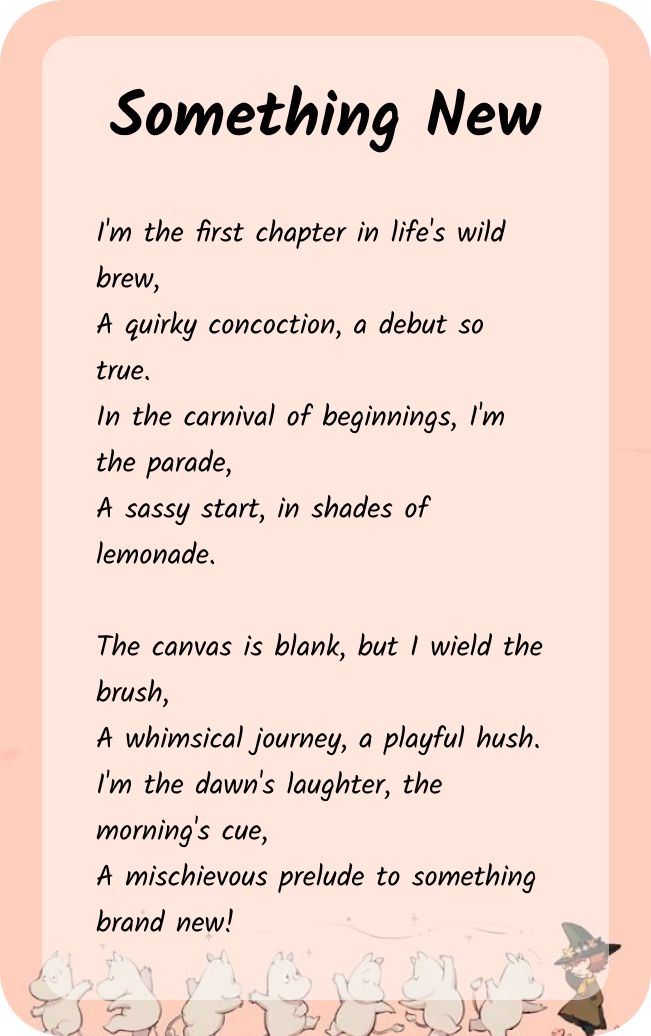 Something New
I'm the first chapter in life's wild
brew,
A quirky concoction, a debut so
true.
In the carnival of beginnings, I'm
the parade,
A sassy start, in shades of
lemonade.
The canvas is blank, but I wield the
brush,
A whimsical journey, a playful hush.
I'm the dawn's laughter, the
morning's cue,
A mischievous prelude to something
brand new!